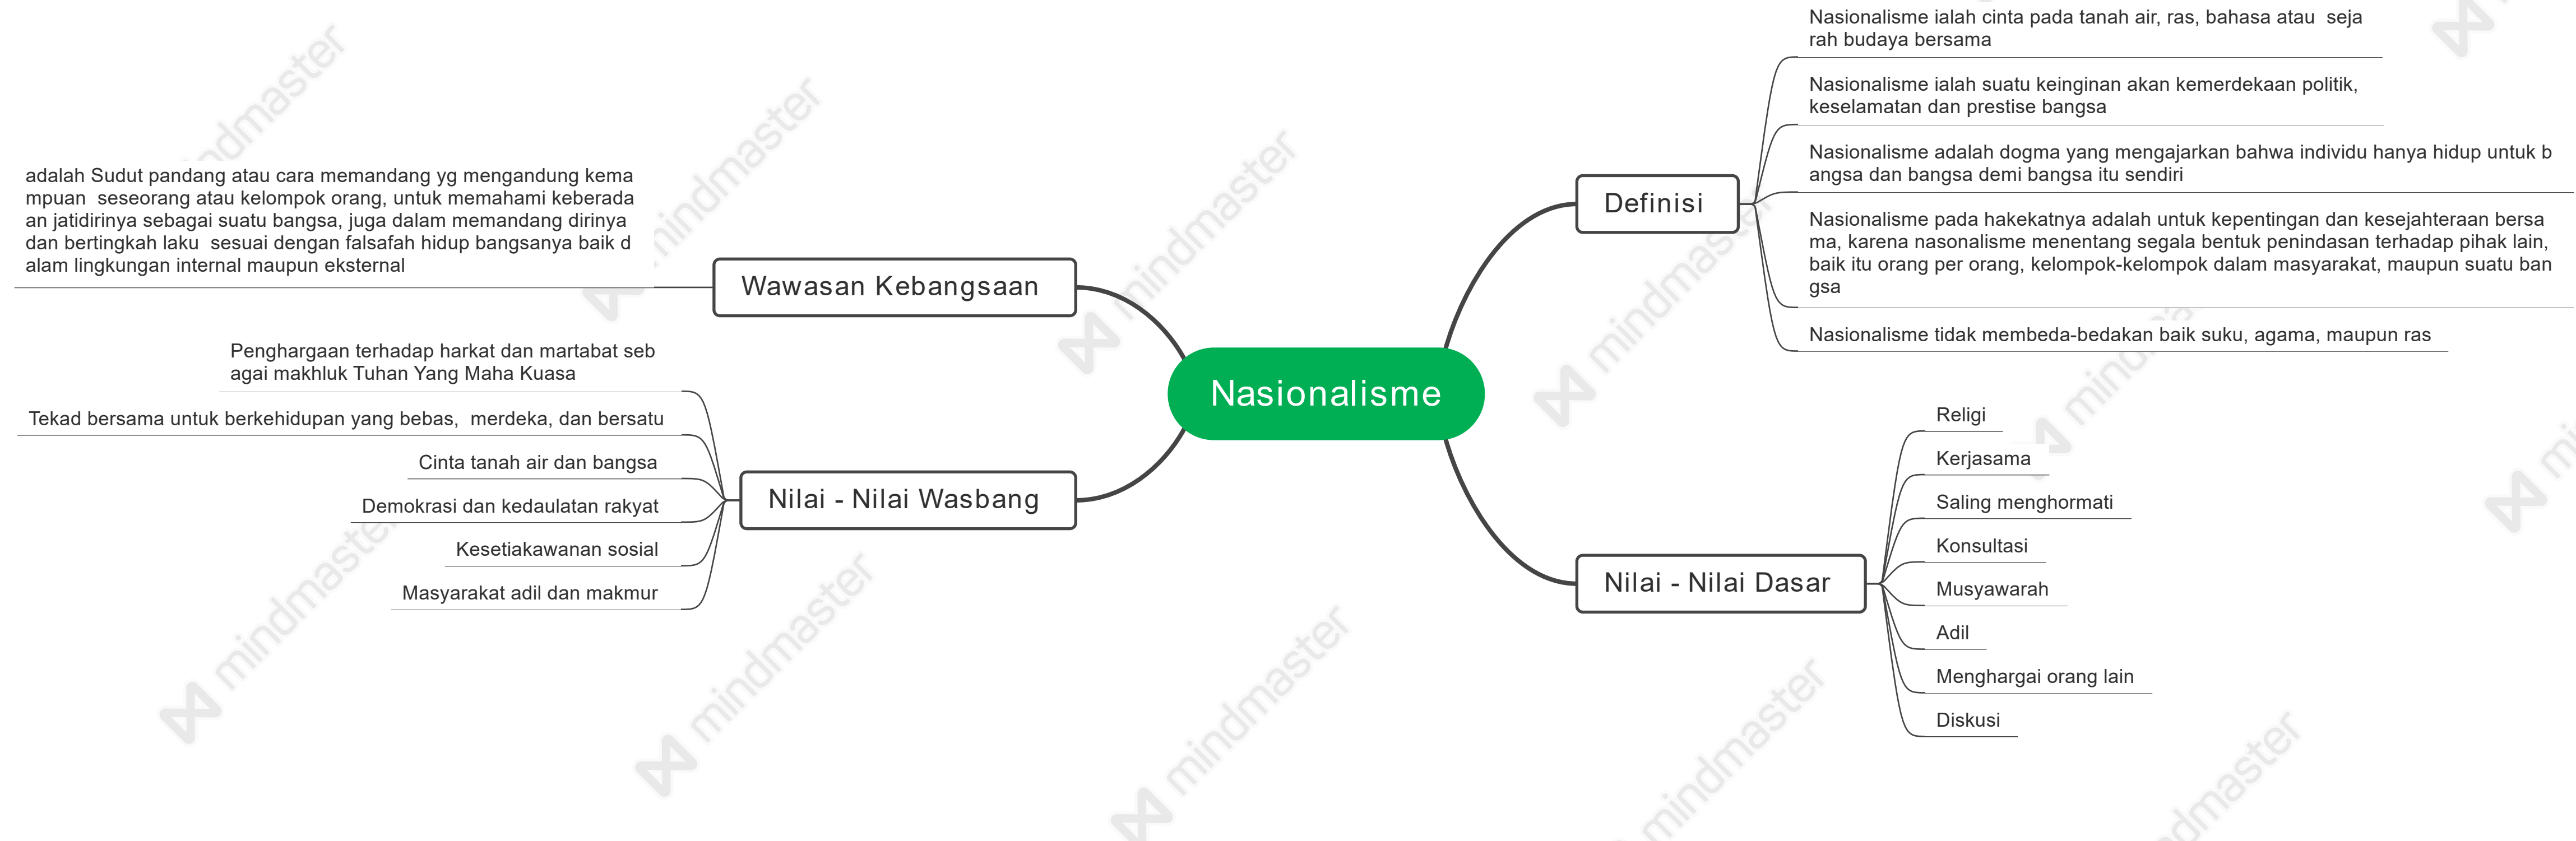 Nasionalisme
Definisi
Nasionalisme ialah cinta pada tanah air, ras, bahasa atau  seja
rah budaya bersama
Nasionalisme ialah suatu keinginan akan kemerdekaan politik,
keselamatan dan prestise bangsa
Nasionalisme adalah dogma yang mengajarkan bahwa individu hanya hidup untuk b
angsa dan bangsa demi bangsa itu sendiri
Nasionalisme pada hakekatnya adalah untuk kepentingan dan kesejahteraan bersa
ma, karena nasonalisme menentang segala bentuk penindasan terhadap pihak lain,
baik itu orang per orang, kelompok-kelompok dalam masyarakat, maupun suatu ban
gsa
Nasionalisme tidak membeda-bedakan baik suku, agama, maupun ras
Nilai - Nilai Dasar
Religi
Kerjasama
Saling menghormati
Konsultasi
Musyawarah
Adil
Menghargai orang lain
Diskusi
Wawasan Kebangsaan
adalah Sudut pandang atau cara memandang yg mengandung kema
mpuan  seseorang atau kelompok orang, untuk memahami keberada
an jatidirinya sebagai suatu bangsa, juga dalam memandang dirinya
dan bertingkah laku  sesuai dengan falsafah hidup bangsanya baik d
alam lingkungan internal maupun eksternal
Nilai - Nilai Wasbang
Penghargaan terhadap harkat dan martabat seb
agai makhluk Tuhan Yang Maha Kuasa
Tekad bersama untuk berkehidupan yang bebas,  merdeka, dan bersatu
Cinta tanah air dan bangsa
Demokrasi dan kedaulatan rakyat
Kesetiakawanan sosial
Masyarakat adil dan makmur
mindmaster
mindmaster
mindmaster
mindmaster
mindmaster
mindmaster
mindmaster
mindmaster